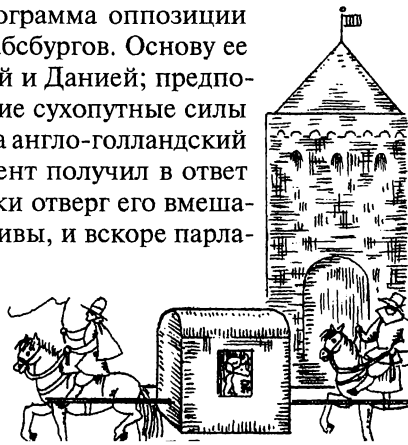 ограмма оппозиции
абсбургов. Основу ее
й и Данией; предпо-
ие сухопутные силы
а англо-голландский
ент получил в ответ
ки отверг его вмеша-
ивы, и вскоре парла-